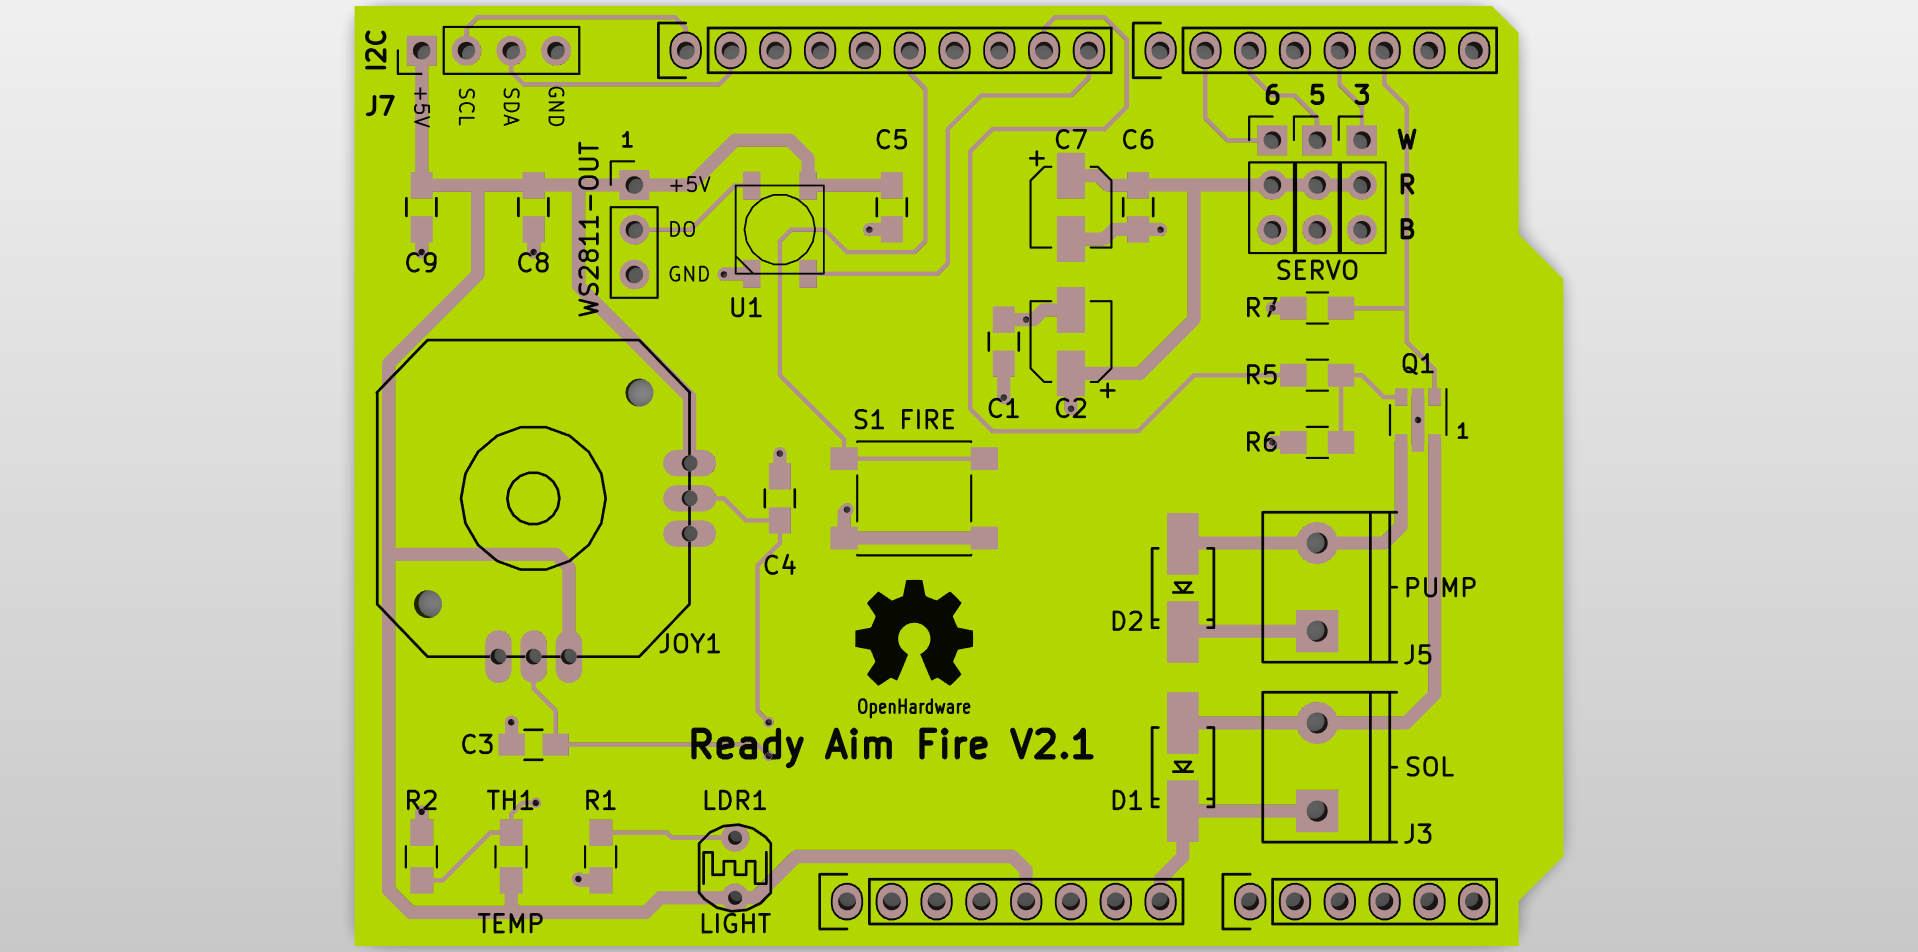 I2C
J7
+5V
SCL
SDA
GND
6 5 3
W
R
B
SERVO
1
+5V
DO
GND
WS2811-OUT
C5
C7
C6
+
C9
C8
U1
R7
R5
R6
Q1
1
C1
C2
+
S1 FIRE
C4
JOY1
PUMP
D2
J5
OpenHardware
Ready Aim Fire V2.1
C3
SOL
D1
J3
R2
TH1
R1
LDR1
TEMP
LIGHT